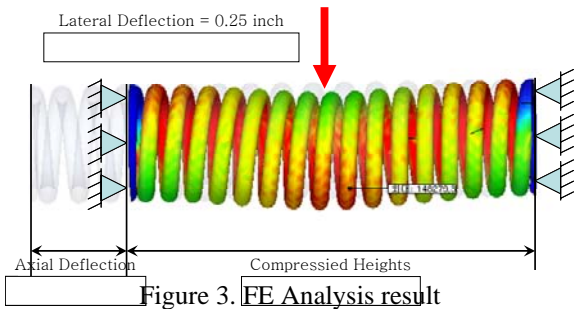 Lateral Deflection = 0.25 inch
Axial Deflection
Compressied Heights
Figure 3. FE Analysis result